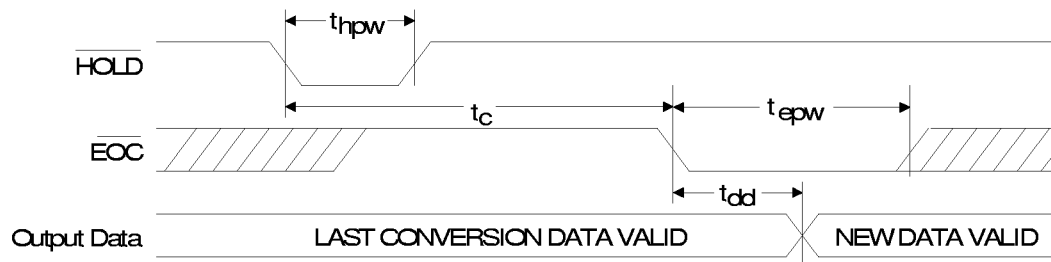 thpw
HOLD
tc
tepw
EOC
tdd
Output Data
LAST CONVERSION DATA VALID
NEW DATA VALID